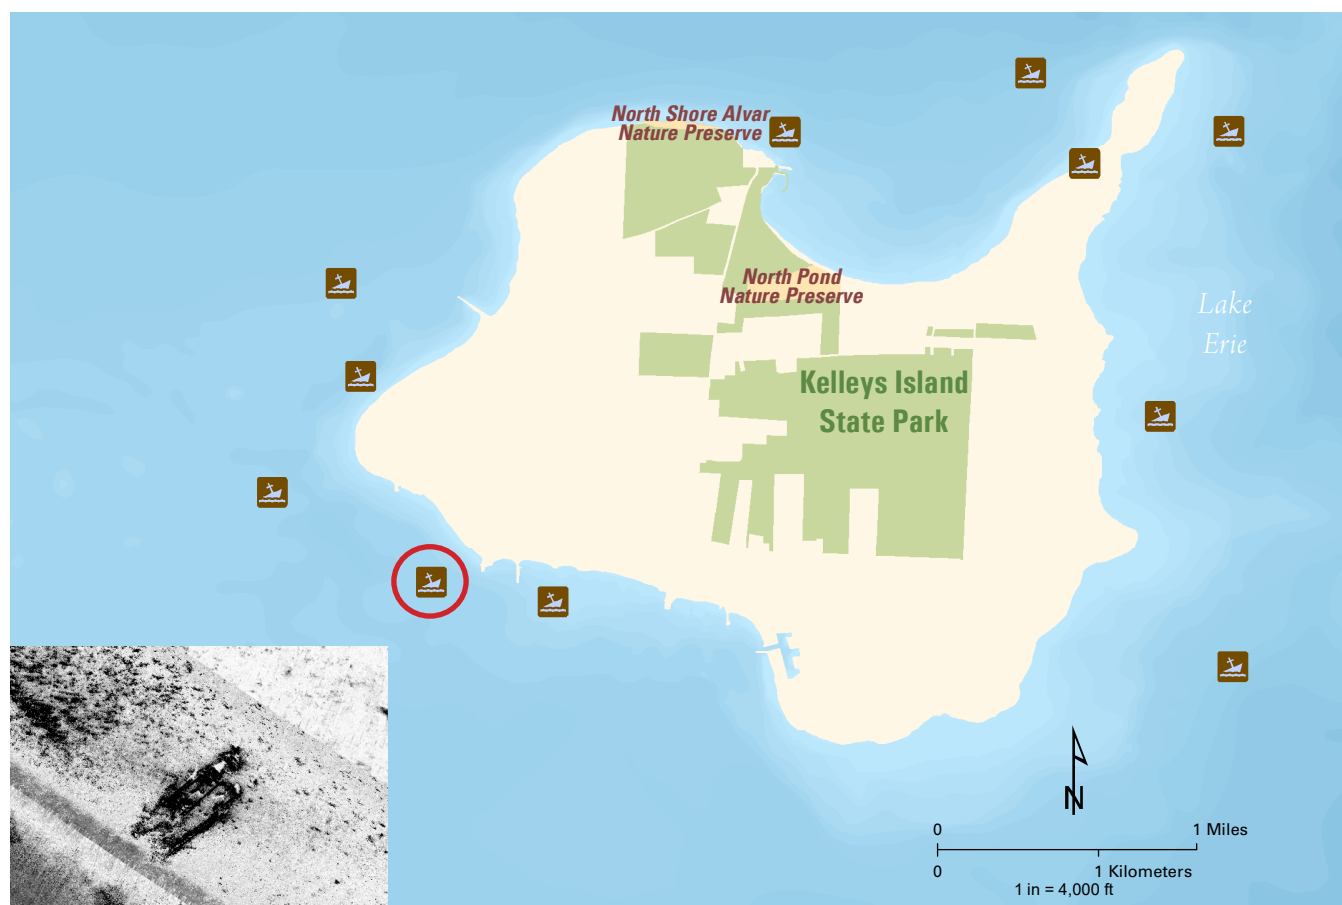 North Shore Alvar
Nature Preserve
North Pond
Nature Preserve
Lake
Erie
Kelleys Island
State Park
N
0 1 Miles
0 1 Kilometers
1 in = 4,000 ft